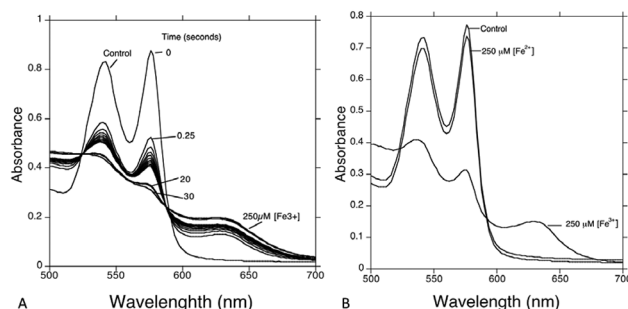 Time (seconds)
Control
0
0.25
20
30
250µM [Fe3+]
1
0.8
0.6
0.4
0.2
0
Absorbance
500 550 600 650 700
A
Wavelenghth (nm)
Control
250 µM [Fe²⁺]
250 µM [Fe³⁺]
0.8
0.7
0.6
0.5
0.4
0.3
0.2
0.1
0
Absorbance
500 550 600 650 700
B
Wavelength (nm)